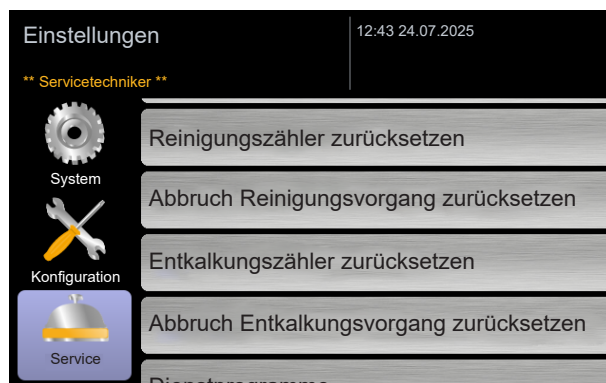 Einstellungen
12:43 24.07.2025
** Servicetechniker **
Reinigungszähler zurücksetzen
System
Abbruch Reinigungsvorgang zurücksetzen
Entkalkungszähler zurücksetzen
Konfiguration
Abbruch Entkalkungsvorgang zurücksetzen
Service
Dienstprogramme